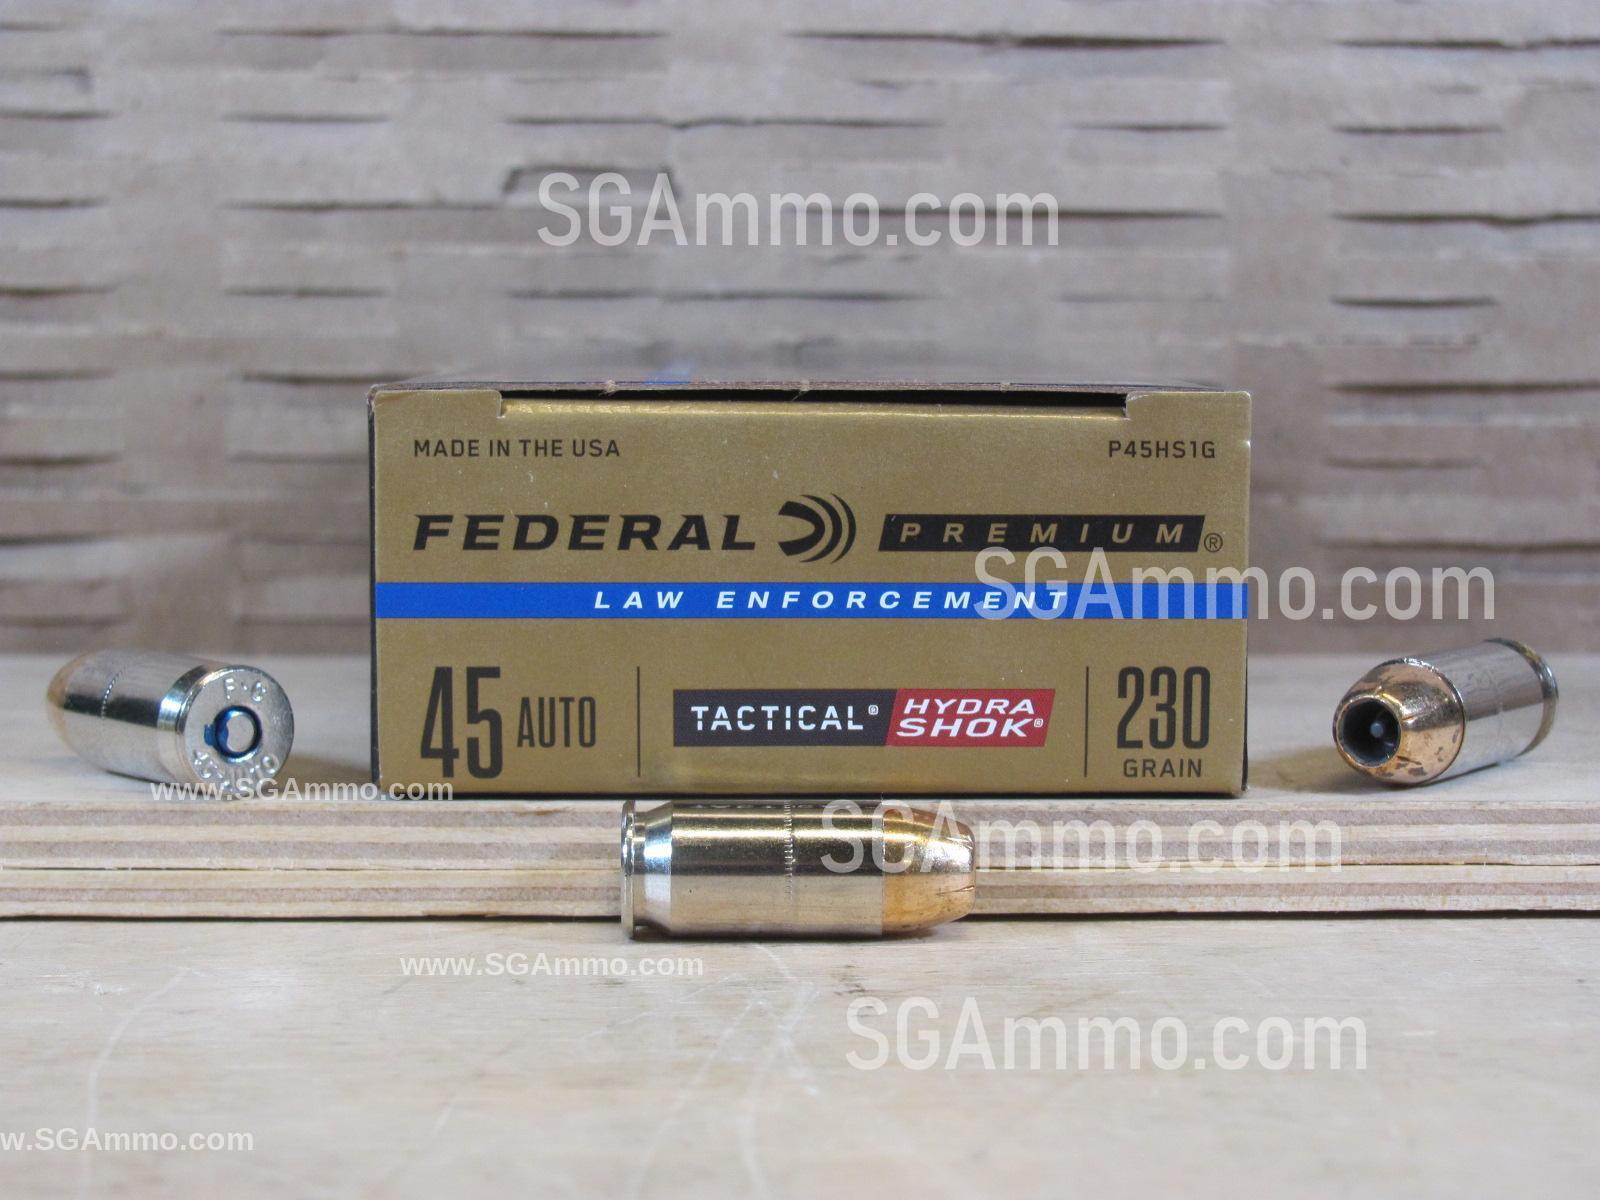 SGAmmo.com
MADE IN THE USA P45HS1G
FEDERAL PREMIUM®
SGAmmo.com
LAW ENFORCEMENT
45 AUTO TACTICAL® HYDRA SHOK® 230 GRAIN
F·C
www.SGAmmo.com
SGAmmo.com
www.SGAmmo.com
SGAmmo.com
w.SGAmmo.com